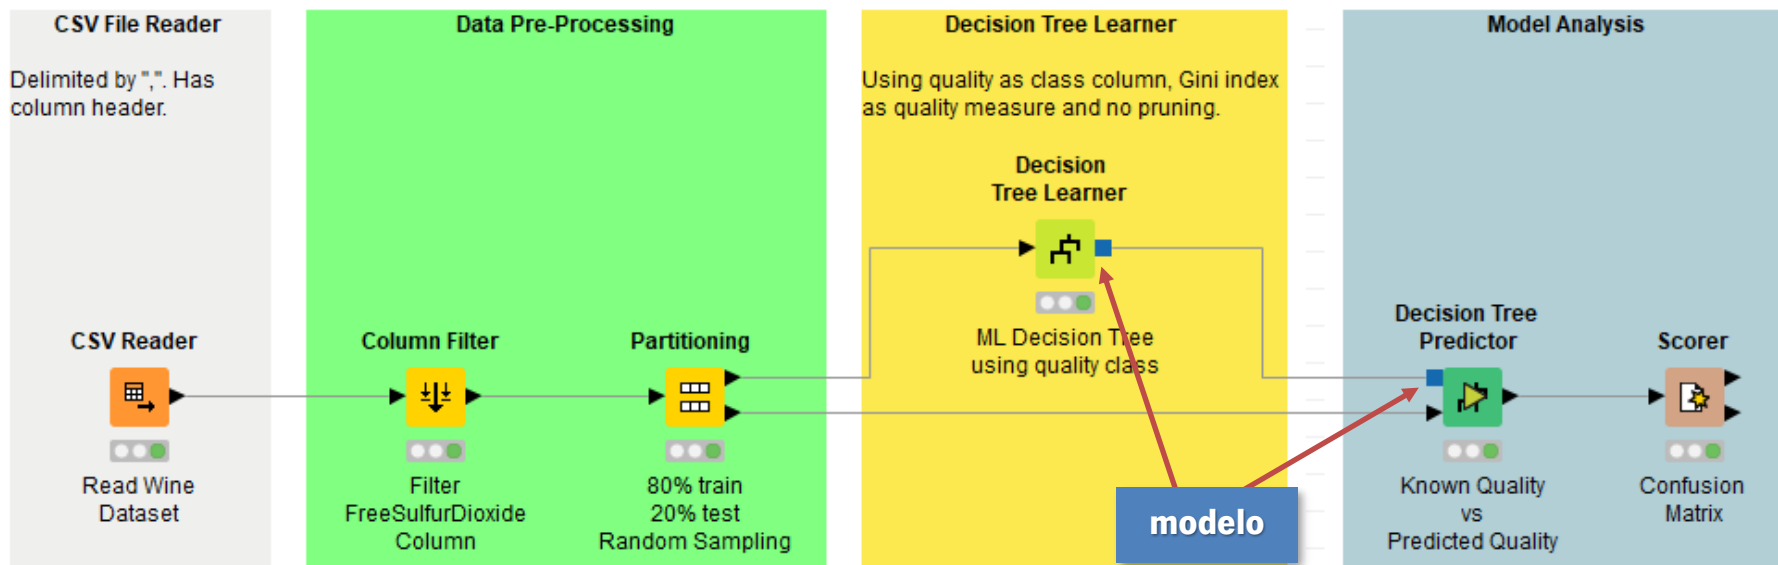 CSV File Reader
Delimited by ",". Has
column header.
CSV Reader
Read Wine
Dataset
Data Pre-Processing
Column Filter
Filter
FreeSulfurDioxide
Column
Partitioning
80% train
20% test
Random Sampling
Decision Tree Learner
Using quality as class column, Gini index
as quality measure and no pruning.
Decision
Tree Learner
ML Decision Tree
using quality class
modelo
Model Analysis
Decision Tree
Predictor
Known Quality
vs
Predicted Quality
Scorer
Confusion
Matrix